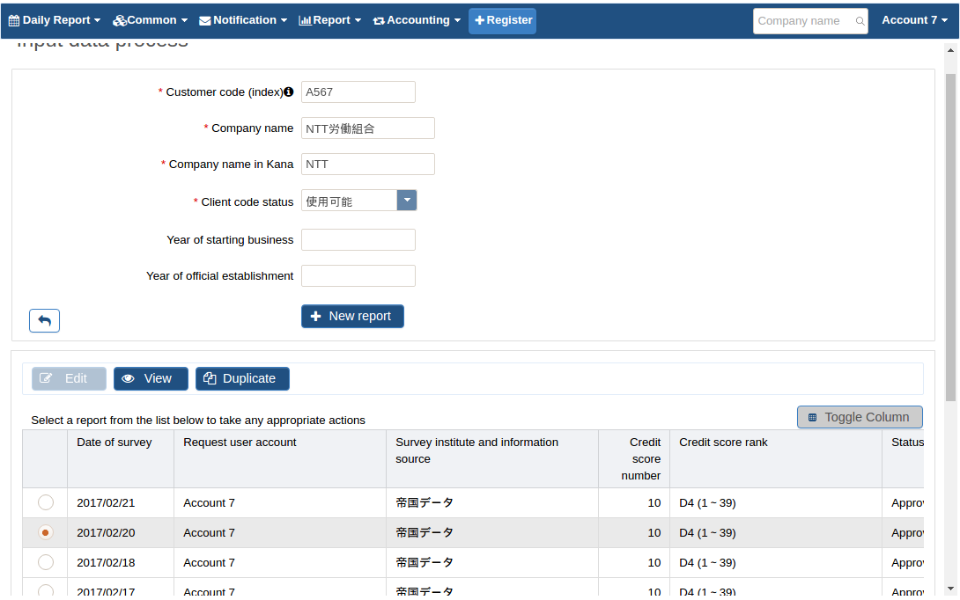 Daily Report Common Notification Report Accounting Register Company name Account 7
Input data process
* Customer code (index) A567
* Company name NTT労働組合
* Company name in Kana NTT
* Client code status 使用可能
Year of starting business
Year of official establishment
New report
Edit View Duplicate
Select a report from the list below to take any appropriate actions Toggle Column
Date of survey Request user account Survey institute and information source Credit score number Credit score rank Status
2017/02/21 Account 7 帝国データ 10 D4 (1 ~ 39) Approv
2017/02/20 Account 7 帝国データ 10 D4 (1 ~ 39) Approv
2017/02/18 Account 7 帝国データ 10 D4 (1 ~ 39) Approv
2017/02/17 Account 7 帝国データ 10 D4 (1 ~ 39) Approv